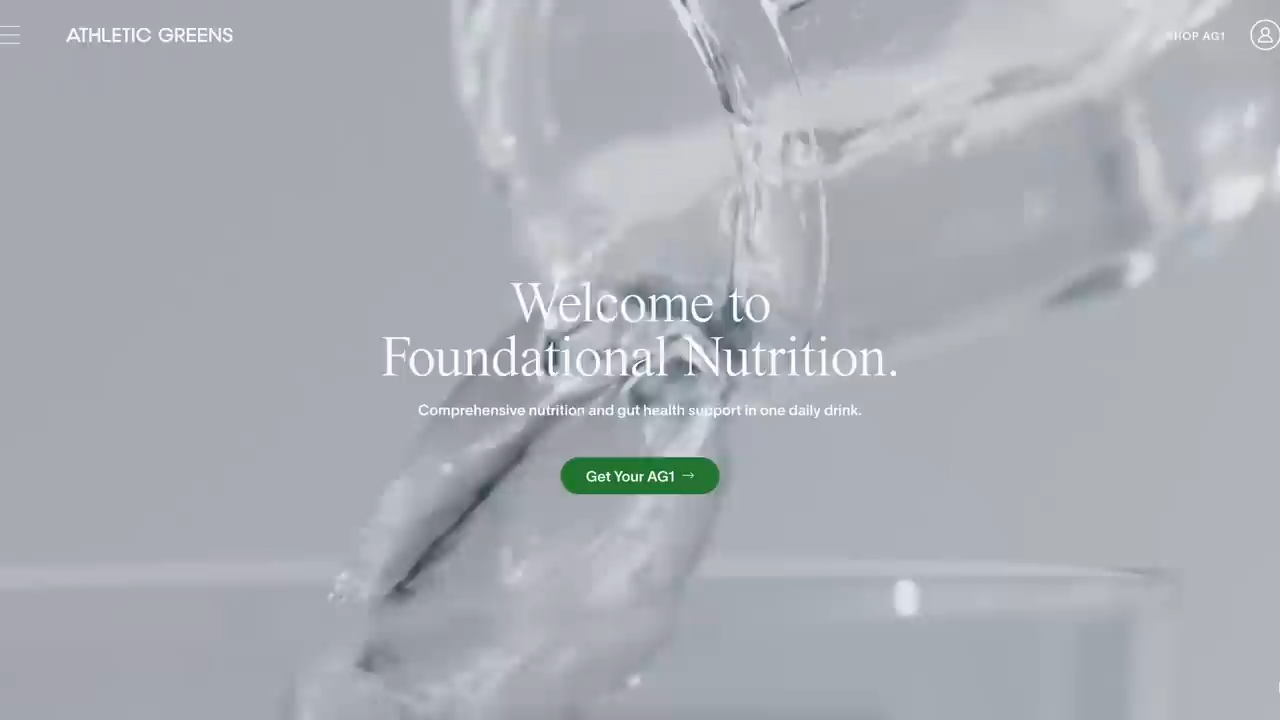 ATHLETIC GREENS
SHOP AG1
Welcome to
Foundational Nutrition.
Comprehensive nutrition and gut health support in one daily drink.
Get Your AG1 →